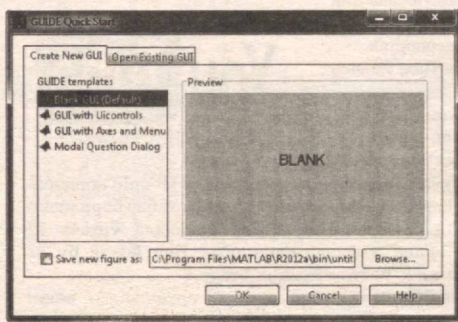 GUIDE Quick Start
Create New GUI Open Existing GUI
GUIDE templates
Preview
Blank GUI (Default)
GUI with Uicontrols
GUI with Axes and Menu
Modal Question Dialog
BLANK
Save new figure as: C:\Program Files\MATLAB\R2012a\bin\untit Browse...
OK Cancel Help